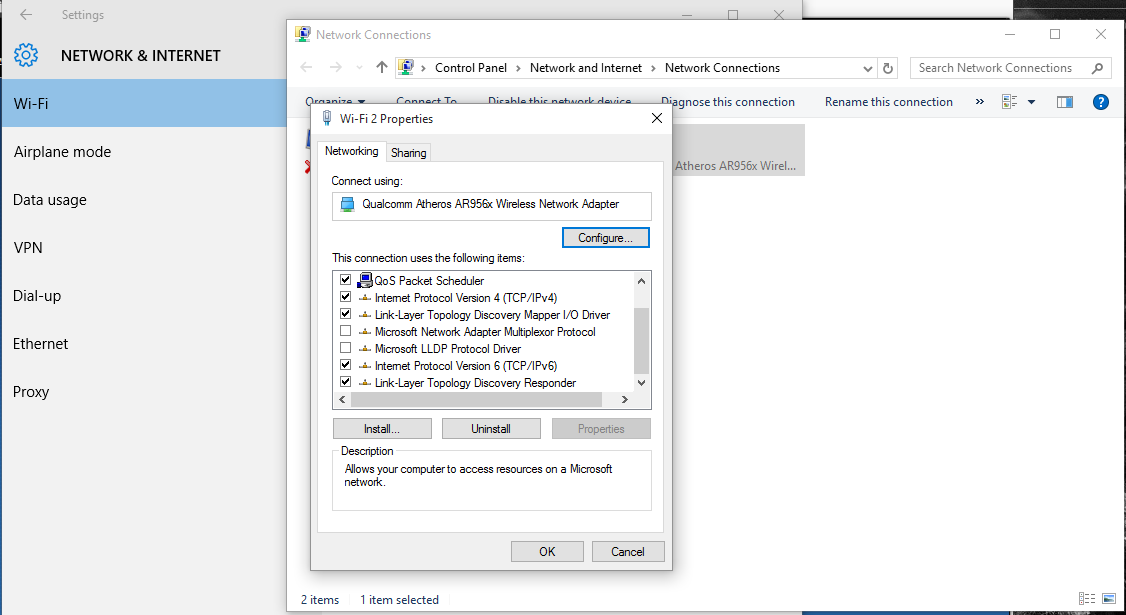 Settings
NETWORK & INTERNET
Wi-Fi
Airplane mode
Data usage
VPN
Dial-up
Ethernet
Proxy
Network Connections
Control Panel > Network and Internet > Network Connections
Search Network Connections
Organize Connect To Disable this network device Diagnose this connection Rename this connection »
Atheros AR956x Wirel...
Wi-Fi 2 Properties
Networking Sharing
Connect using:
Qualcomm Atheros AR956x Wireless Network Adapter
Configure...
This connection uses the following items:
QoS Packet Scheduler
Internet Protocol Version 4 (TCP/IPv4)
Link-Layer Topology Discovery Mapper I/O Driver
Microsoft Network Adapter Multiplexor Protocol
Microsoft LLDP Protocol Driver
Internet Protocol Version 6 (TCP/IPv6)
Link-Layer Topology Discovery Responder
Install... Uninstall Properties
Description
Allows your computer to access resources on a Microsoft
network.
OK Cancel
2 items 1 item selected